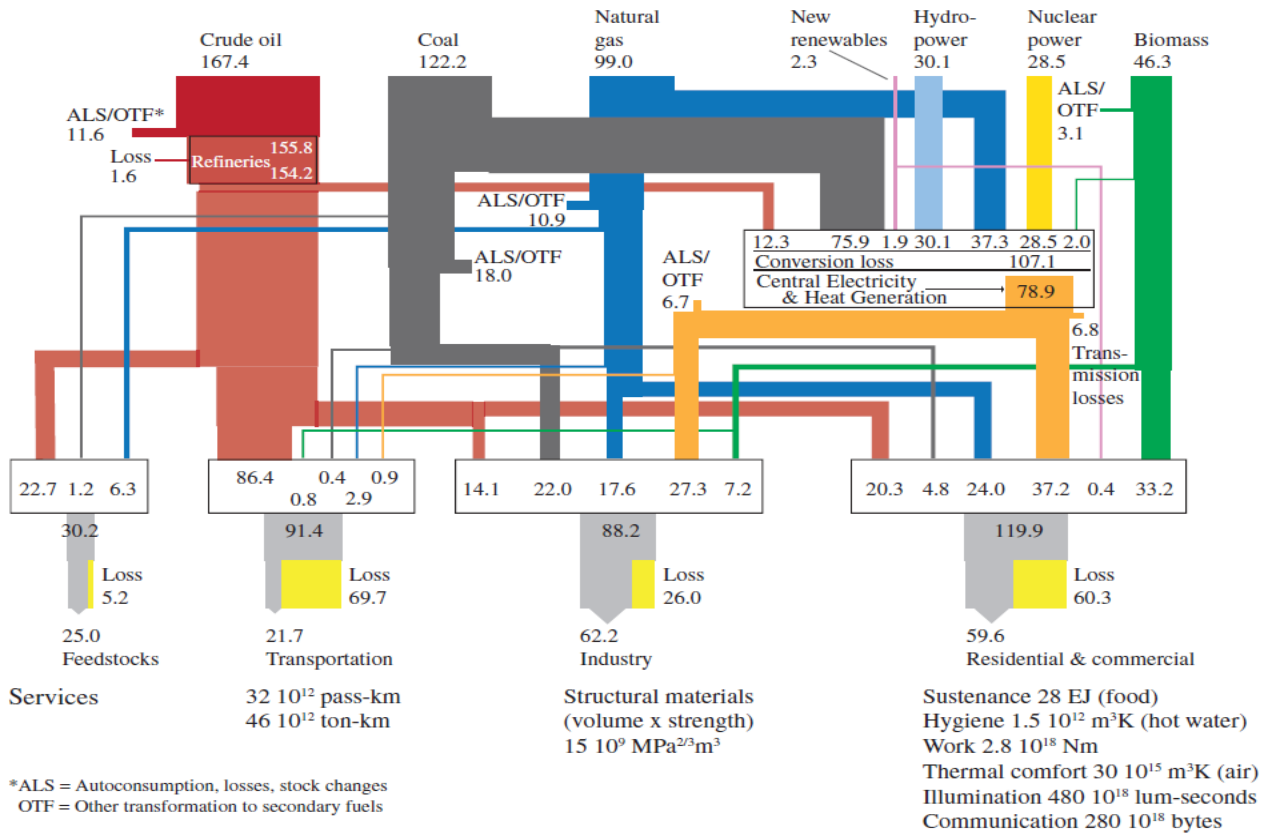 Crude oil
167.4
Coal
122.2
Natural
gas
99.0
New
renewables
2.3
Hydro-
power
30.1
Nuclear
power
28.5
Biomass
46.3
ALS/OTF*
11.6
Loss
1.6
Refineries
155.8
154.2
ALS/
OTF
3.1
ALS/OTF
10.9
ALS/OTF
18.0
ALS/
OTF
6.7
12.3 75.9 1.9 30.1 37.3 28.5 2.0
Conversion loss 107.1
Central Electricity
& Heat Generation
78.9
6.8
Trans-
mission
losses
22.7 1.2 6.3
86.4 0.8 0.4 2.9 0.9
14.1 22.0 17.6 27.3 7.2
20.3 4.8 24.0 37.2 0.4 33.2
30.2
91.4
88.2
119.9
Loss
5.2
Loss
69.7
Loss
26.0
Loss
60.3
25.0
Feedstocks
21.7
Transportation
62.2
Industry
59.6
Residential & commercial
Services
32 10¹² pass-km
46 10¹² ton-km
Structural materials
(volume x strength)
15 10⁹ MPa²/³m³
Sustenance 28 EJ (food)
Hygiene 1.5 10¹² m³K (hot water)
Work 2.8 10¹⁸ Nm
Thermal comfort 30 10¹⁵ m³K (air)
Illumination 480 10¹⁸ lum-seconds
Communication 280 10¹⁸ bytes
*ALS = Autoconsumption, losses, stock changes
OTF = Other transformation to secondary fuels